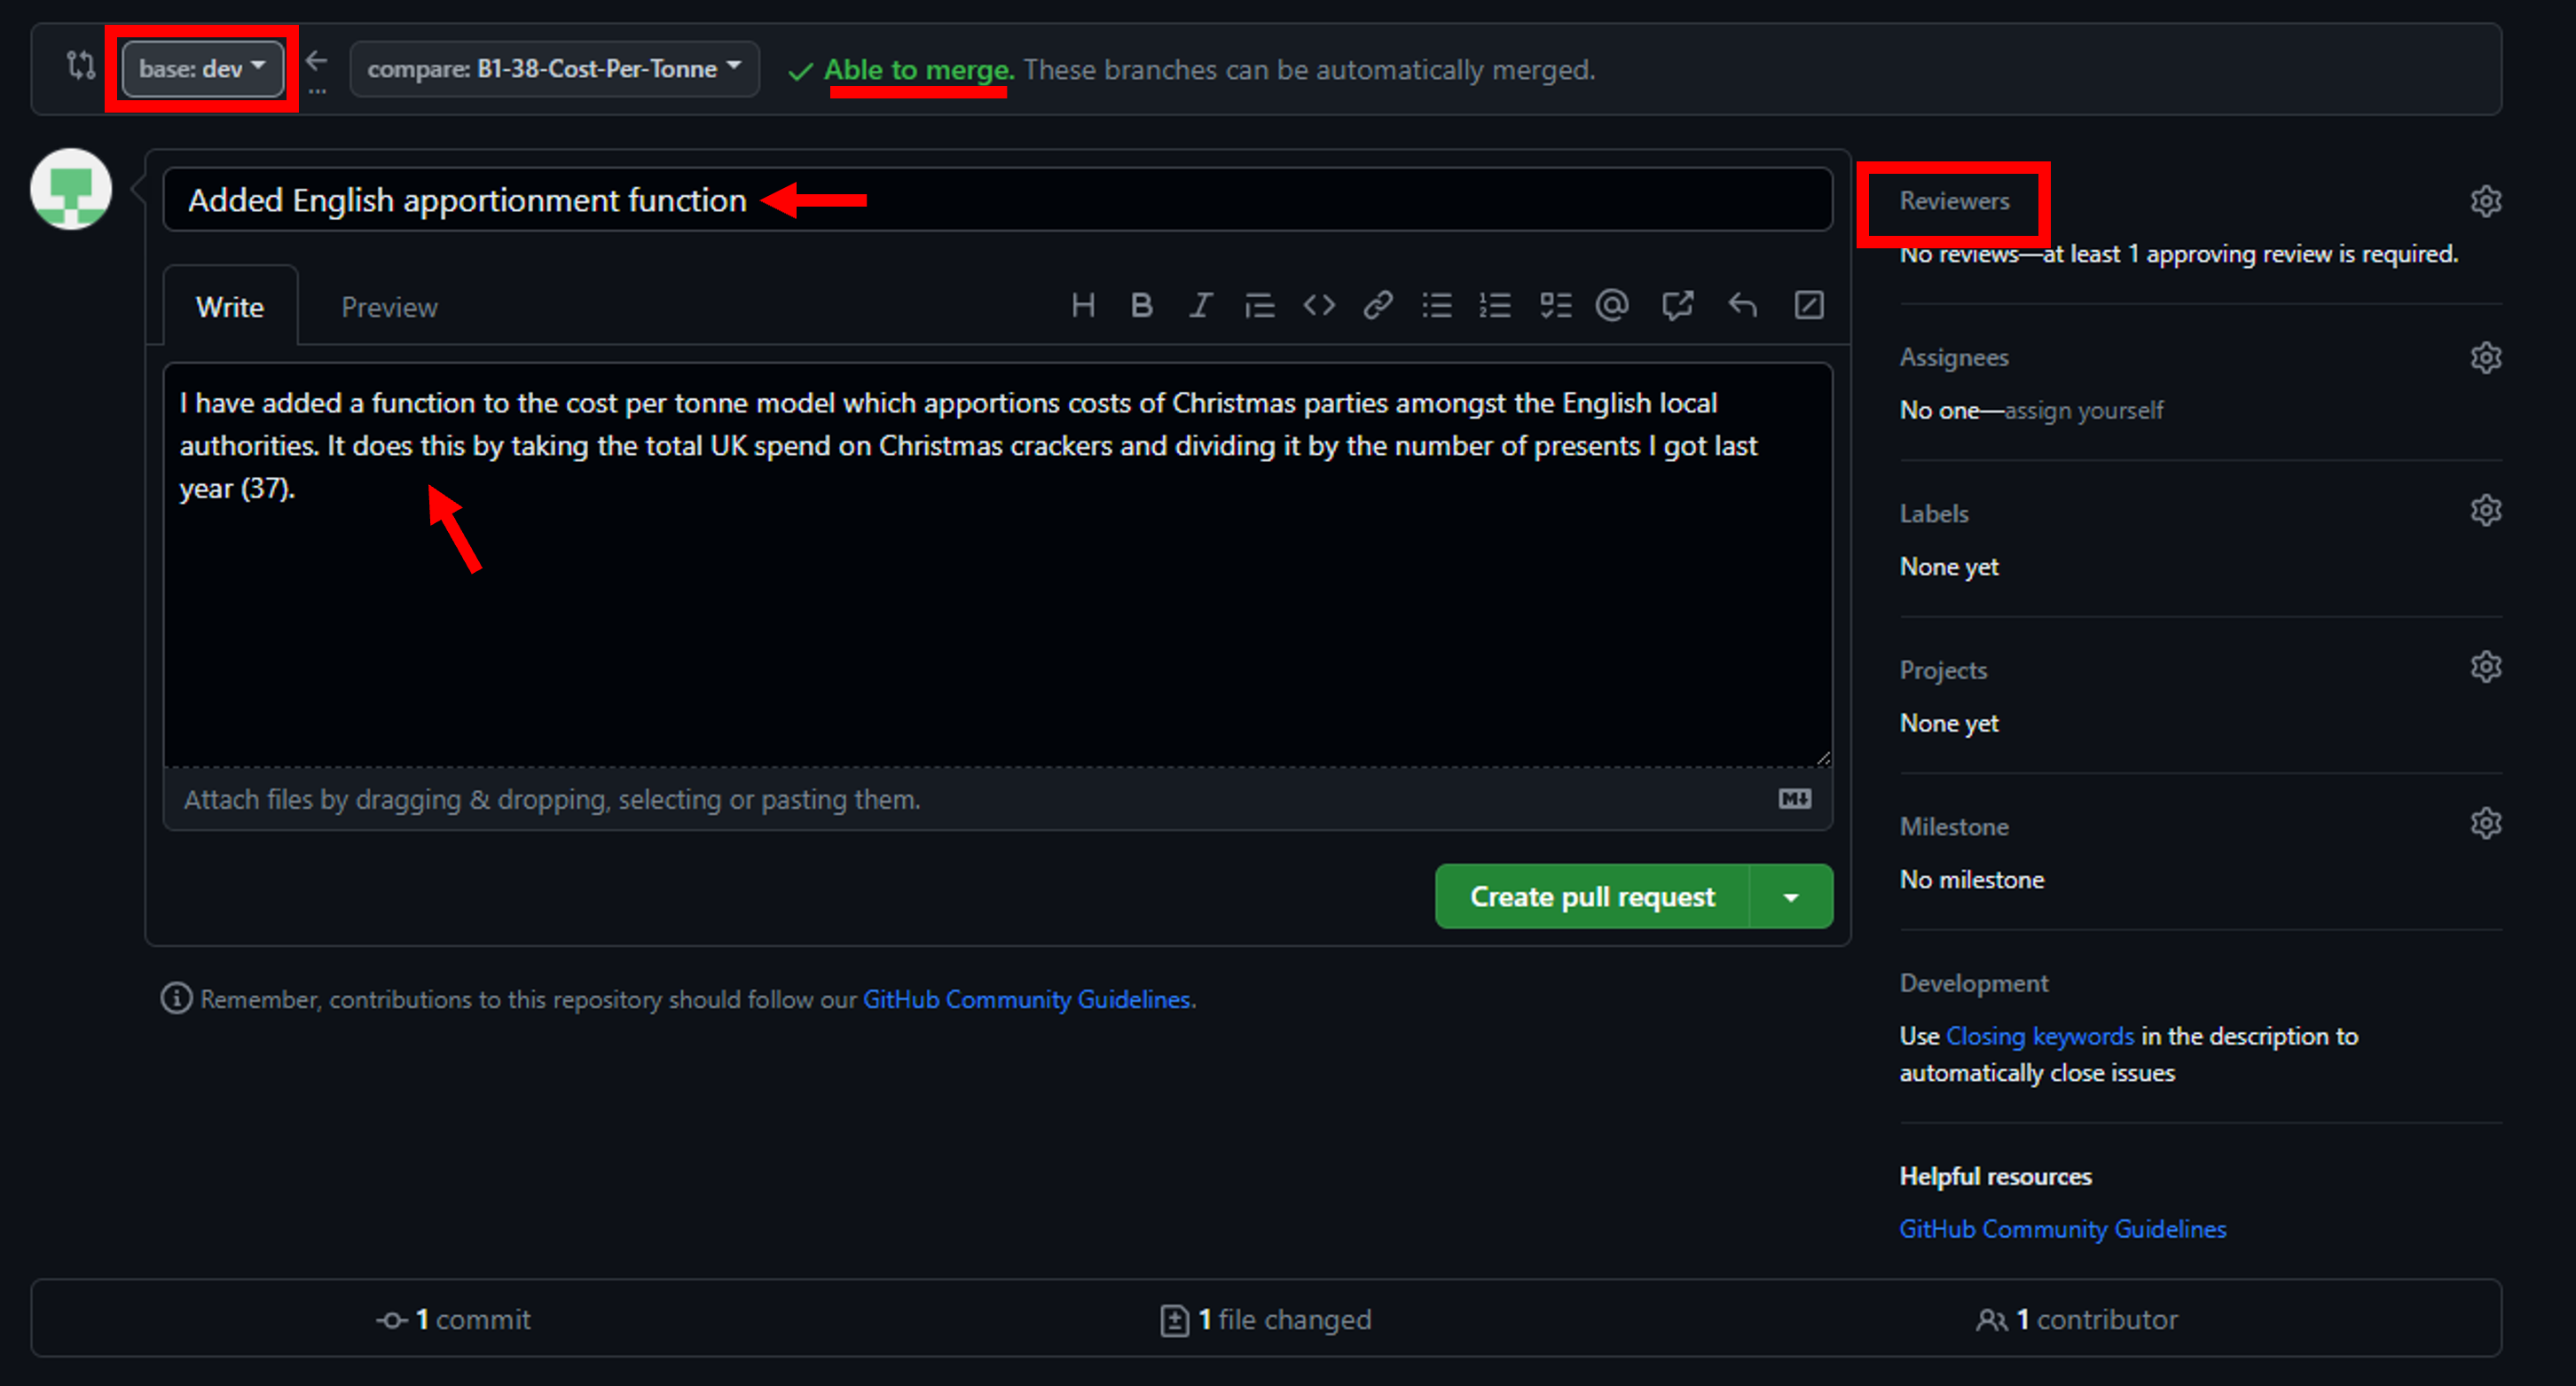 base: dev
compare: B1-38-Cost-Per-Tonne
Able to merge. These branches can be automatically merged.
Added English apportionment function
Write
Preview
I have added a function to the cost per tonne model which apportions costs of Christmas parties amongst the English local
authorities. It does this by taking the total UK spend on Christmas crackers and dividing it by the number of presents I got last
year (37).
Attach files by dragging & dropping, selecting or pasting them.
Create pull request
Remember, contributions to this repository should follow our GitHub Community Guidelines.
Reviewers
No reviews—at least 1 approving review is required.
Assignees
No one—assign yourself
Labels
None yet
Projects
None yet
Milestone
No milestone
Development
Use Closing keywords in the description to
automatically close issues
Helpful resources
GitHub Community Guidelines
1 commit
1 file changed
1 contributor